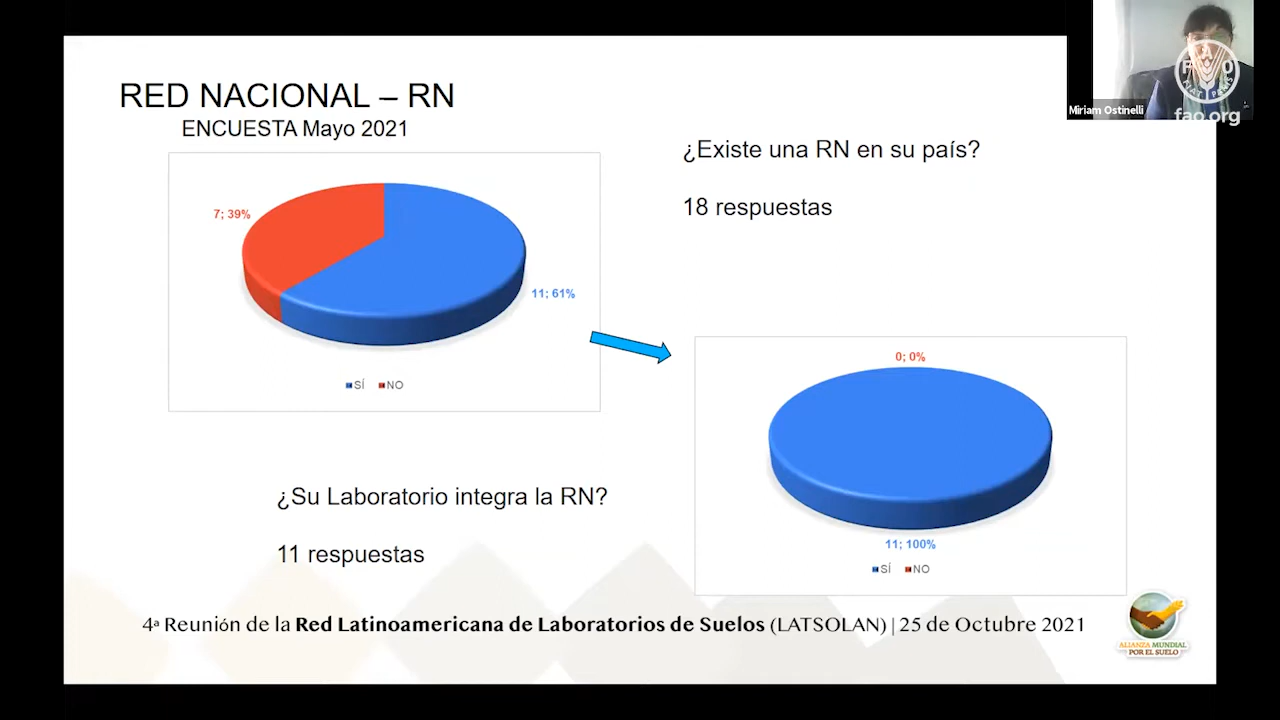 RED NACIONAL – RN
ENCUESTA Mayo 2021
7; 39%
11; 61%
SÍ NO
¿Existe una RN en su país?
18 respuestas
0; 0%
11; 100%
SÍ NO
¿Su Laboratorio integra la RN?
11 respuestas
4ª Reunión de la Red Latinoamericana de Laboratorios de Suelos (LATSOLAN) | 25 de Octubre 2021
ALIANZA MUNDIAL
POR EL SUELO
Miriam Ostinelli
F A O
FIAT PANIS
fao.org